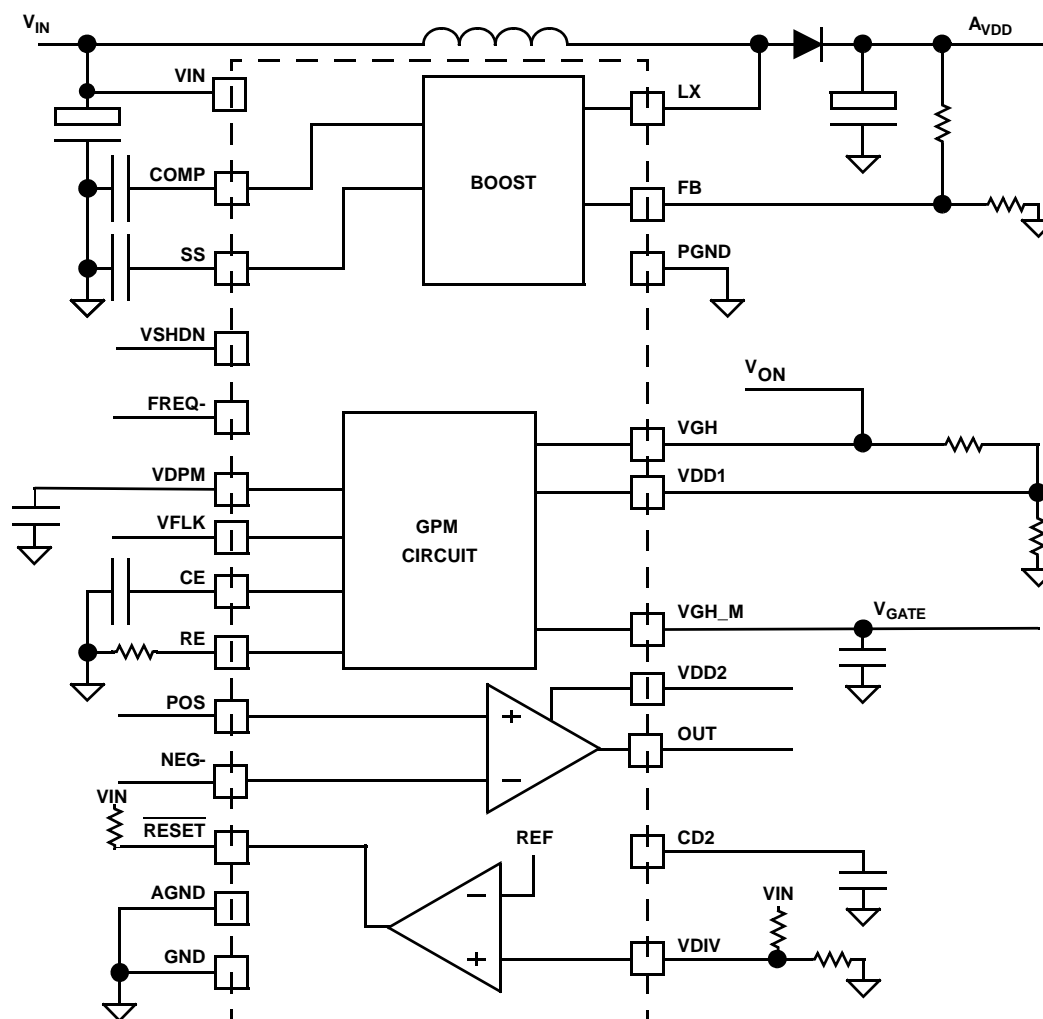 VIN
AVDD
VIN
LX
COMP
BOOST
FB
SS
PGND
VSHDN
VON
FREQ-
VGH
VDPM
VDD1
VFLK
GPM
CIRCUIT
CE
VGH_M
VGATE
RE
VDD2
POS
+
OUT
NEG-
−
VIN
RESET
REF
CD2
AGND
−
VIN
GND
+
VDIV